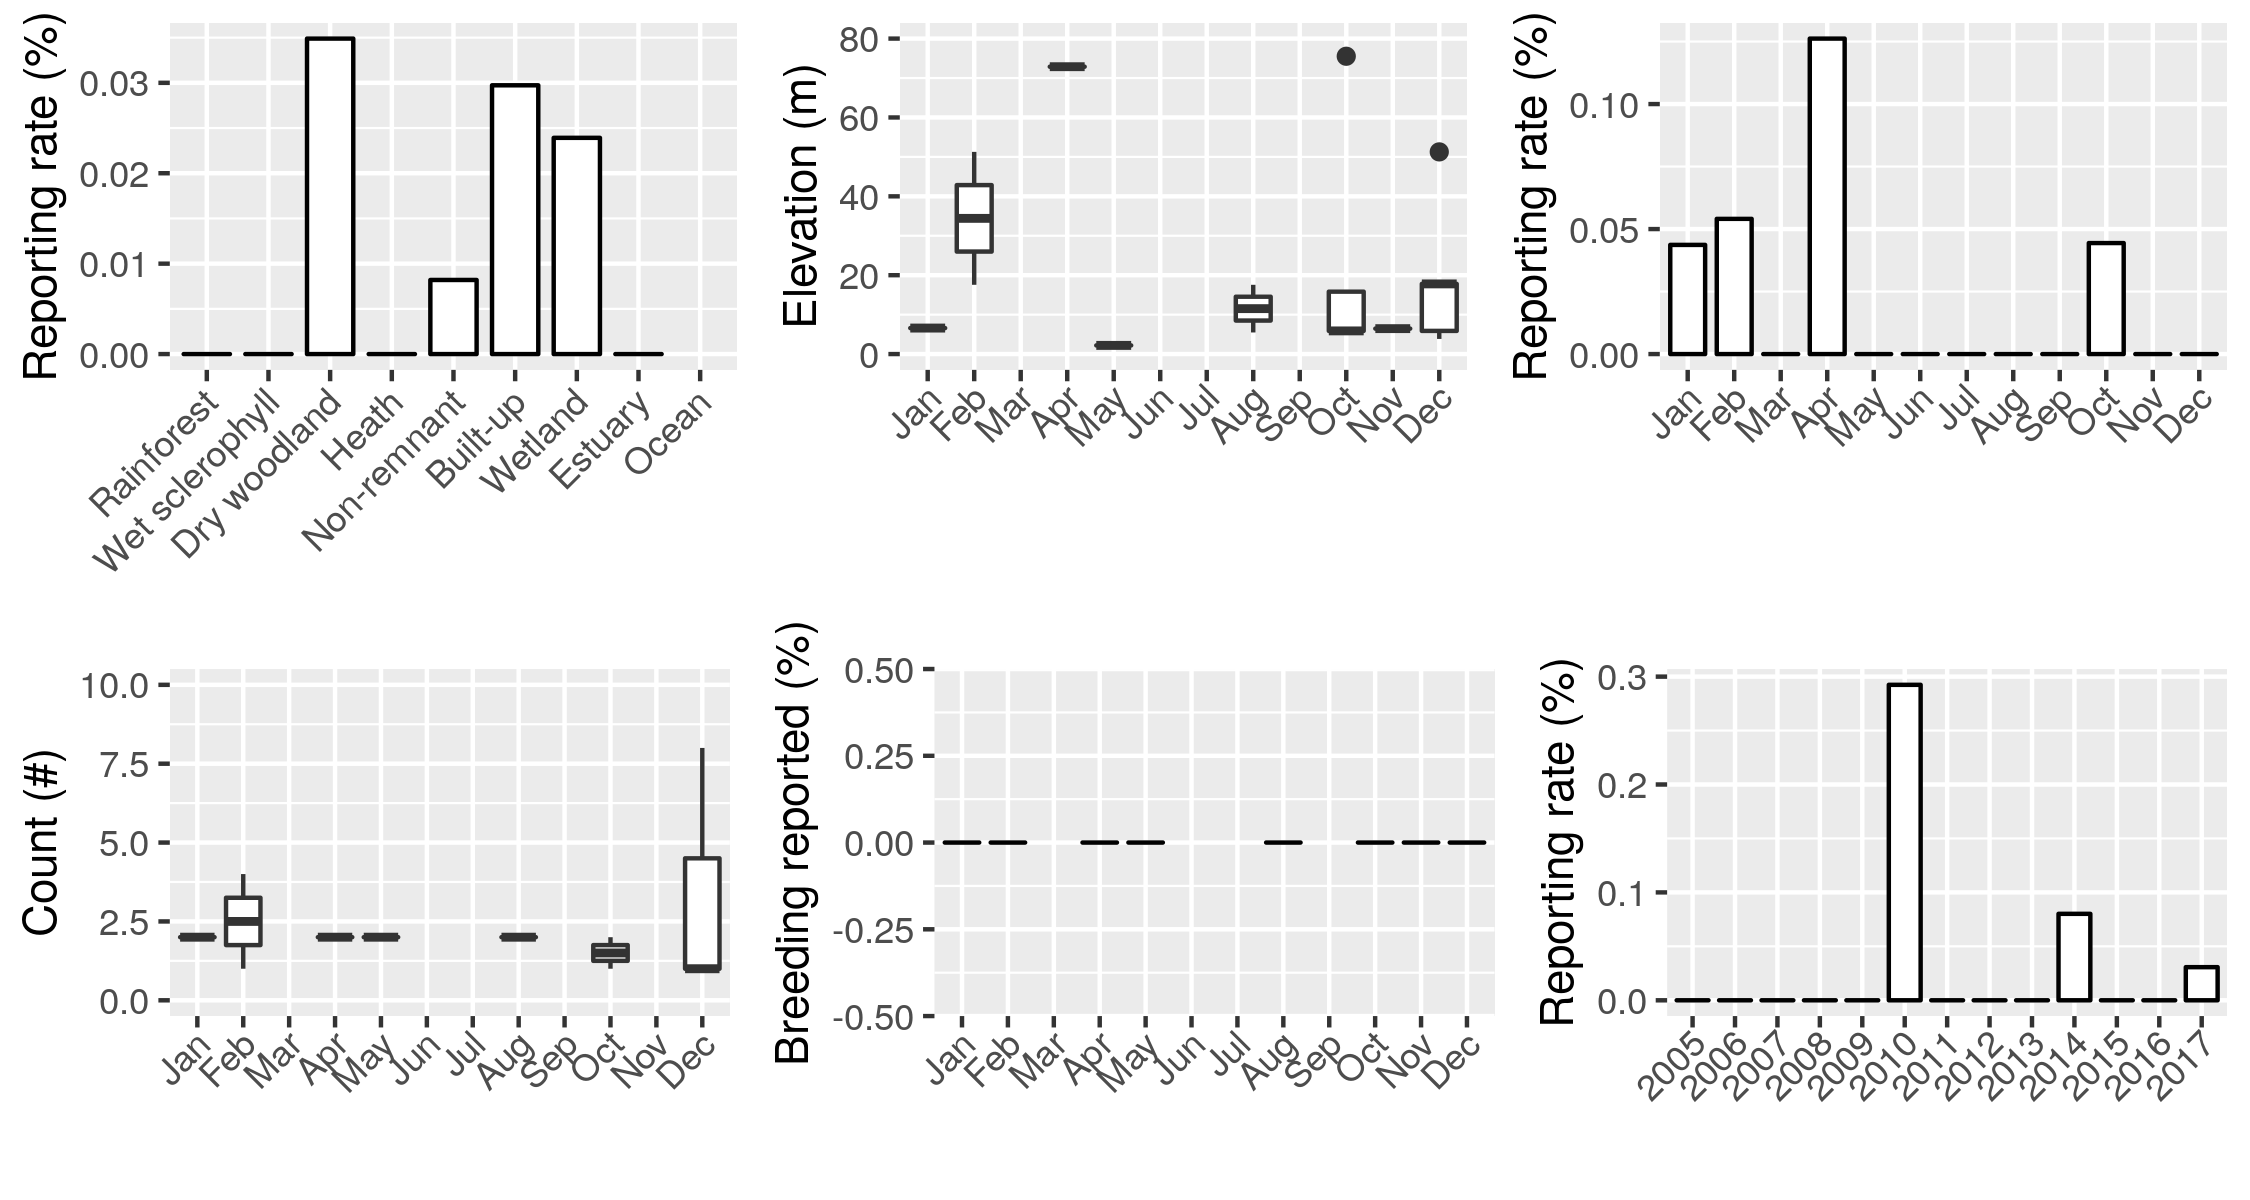 Reporting rate (%)
0.03
0.02
0.01
0.00
Rainforest
Wet sclerophyll
Dry woodland
Heath
Non-remnant
Built-up
Wetland
Estuary
Ocean
Elevation (m)
80
60
40
20
0
Jan
Feb
Mar
Apr
May
Jun
Jul
Aug
Sep
Oct
Nov
Dec
Reporting rate (%)
0.10
0.05
0.00
Jan
Feb
Mar
Apr
May
Jun
Jul
Aug
Sep
Oct
Nov
Dec
Count (#)
10.0
7.5
5.0
2.5
0.0
Jan
Feb
Mar
Apr
May
Jun
Jul
Aug
Sep
Oct
Nov
Dec
Breeding reported (%)
0.50
0.25
0.00
-0.25
-0.50
Jan
Feb
Mar
Apr
May
Jun
Jul
Aug
Sep
Oct
Nov
Dec
Reporting rate (%)
0.3
0.2
0.1
0.0
2005
2006
2007
2008
2009
2010
2011
2012
2013
2014
2015
2016
2017